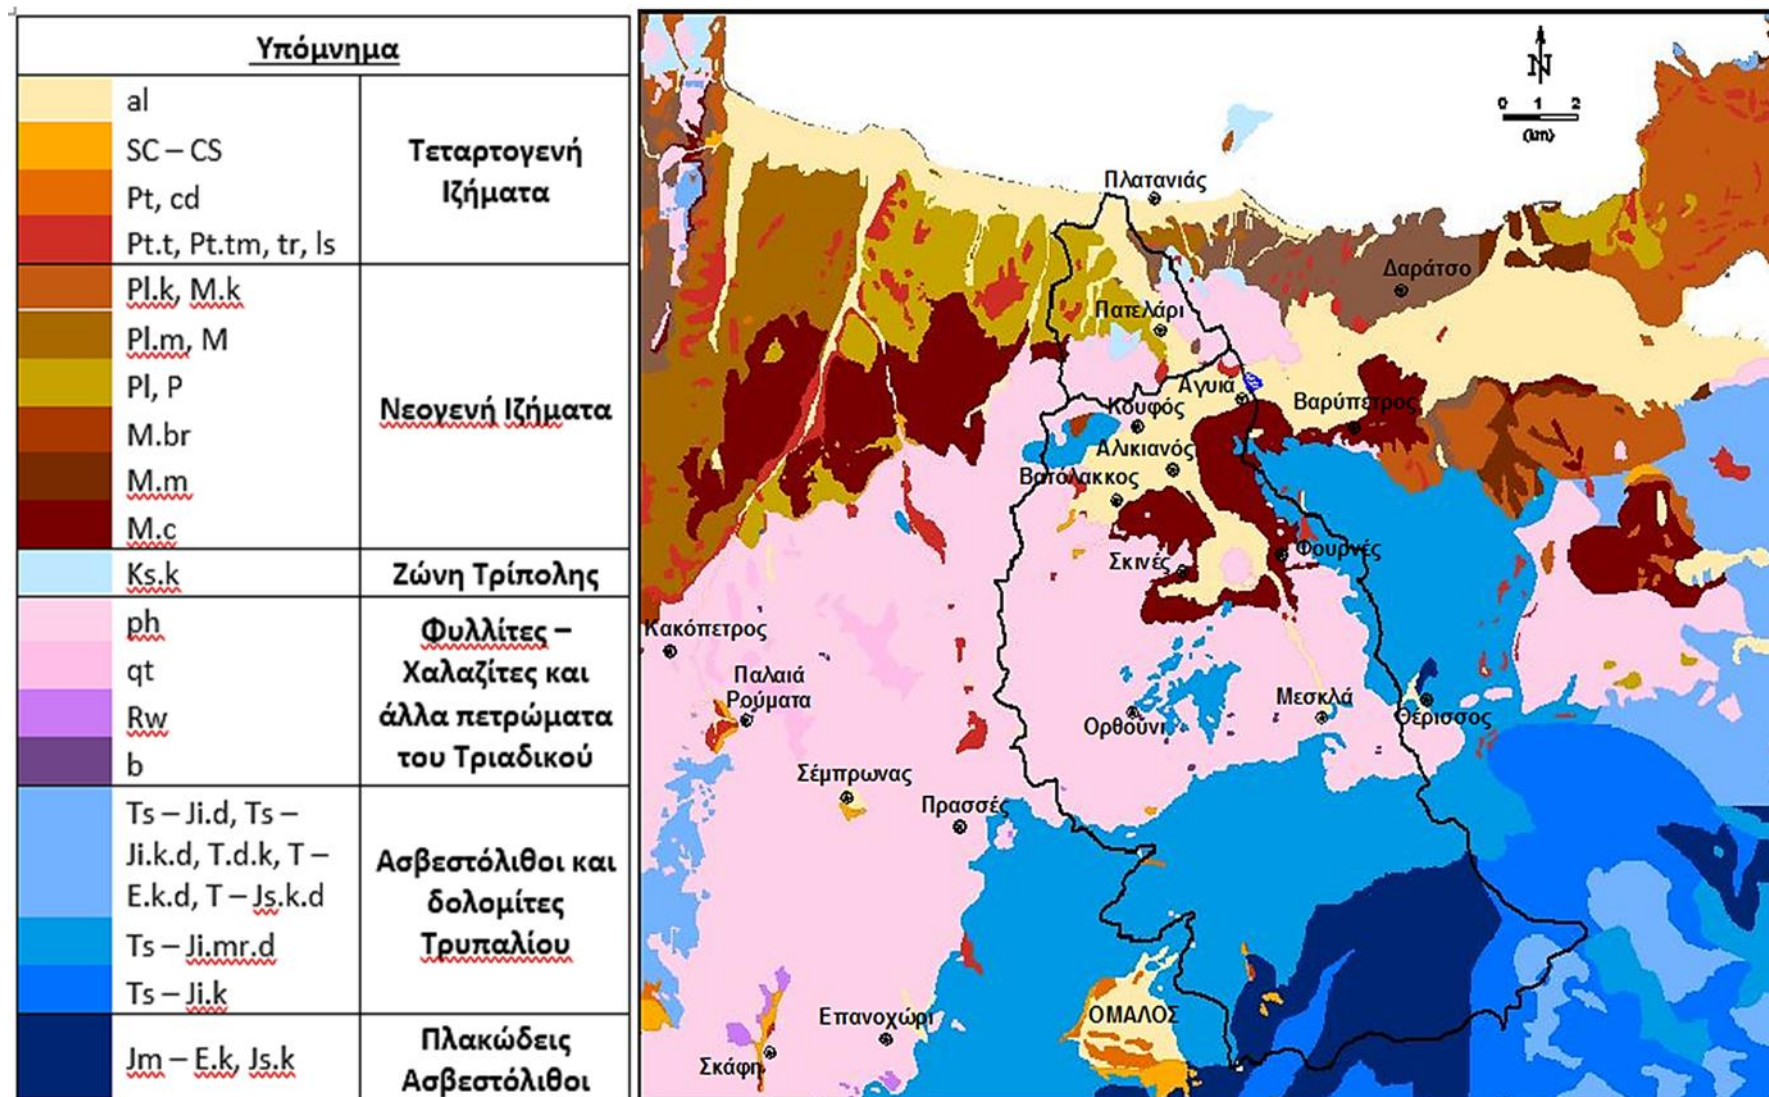 Υπόμνημα
al
SC – CS
Pt, cd
Pt.t, Pt.tm, tr, ls
Τεταρτογενή
Ιζήματα
Pl.k, M.k
Pl.m, M
Pl, P
M.br
M.m
M.c
Νεογενή Ιζήματα
Ks.k
Ζώνη Τρίπολης
ph
qt
Rw
b
Φυλλίτες –
Χαλαζίτες και
άλλα πετρώματα
του Τριαδικού
Ts – Ji.d, Ts –
Ji.k.d, T.d.k, T –
E.k.d, T – Js.k.d
Ts – Ji.mr.d
Ts – Ji.k
Ασβεστόλιθοι και
δολομίτες
Τρυπαλίου
Jm – E.k, Js.k
Πλακώδεις
Ασβεστόλιθοι
N
0 1 2
(km)
Πλατανιάς
Δαράτσο
Πατελάρι
Αγυιά
Κουφός
Βαρύπετρος
Αλικιανός
Βατόλακκος
Σκινές
Φουρνές
Κακόπετρος
Παλαιά
Ρούματα
Ορθούνι
Μεσκλά
Θέρισσος
Σέμπρωνας
Πρασσές
Επανοχώρι
ΟΜΑΛΟΣ
Σκάφη